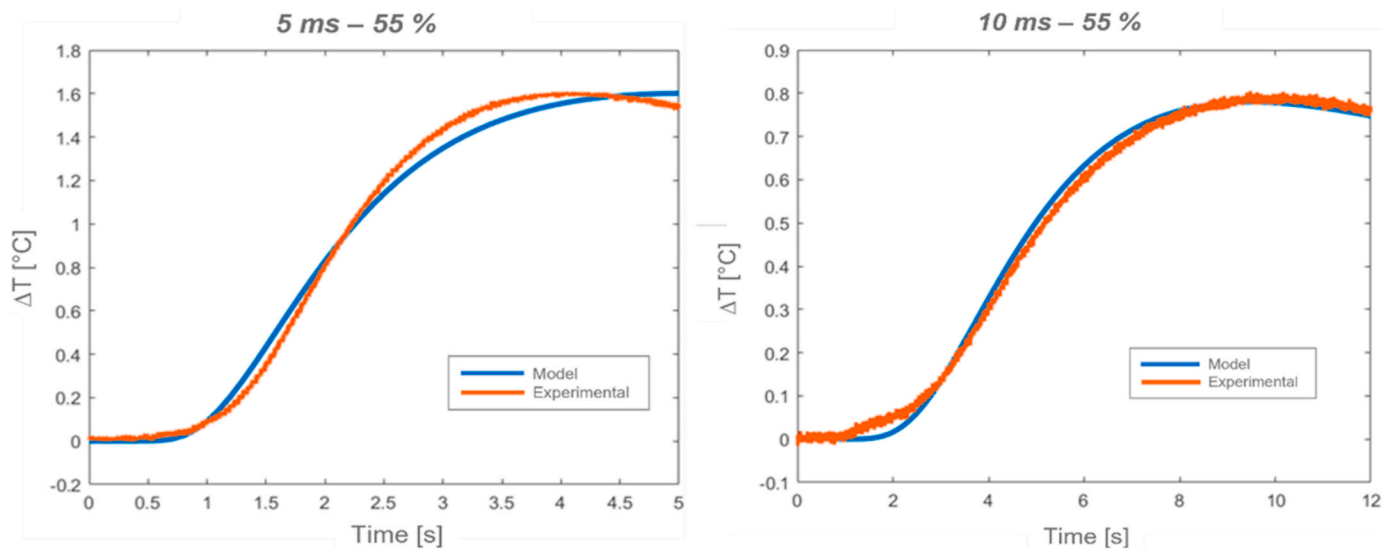 5 ms – 55 %
1.8
1.6
1.4
1.2
1
0.8
0.6
0.4
0.2
0
-0.2
ΔT [°C]
0 0.5 1 1.5 2 2.5 3 3.5 4 4.5 5
Time [s]
Model
Experimental
10 ms – 55 %
0.9
0.8
0.7
0.6
0.5
0.4
0.3
0.2
0.1
0
-0.1
ΔT [°C]
0 2 4 6 8 10 12
Time [s]
Model
Experimental